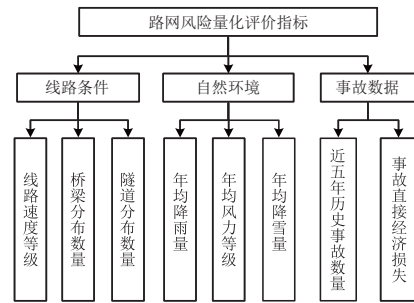 路网风险量化评价指标
线路条件
自然环境
事故数据
线路速度等级
桥梁分布数量
隧道分布数量
年均降雨量
年均风力等级
年均降雪量
近五年历史事故数量
事故直接经济损失